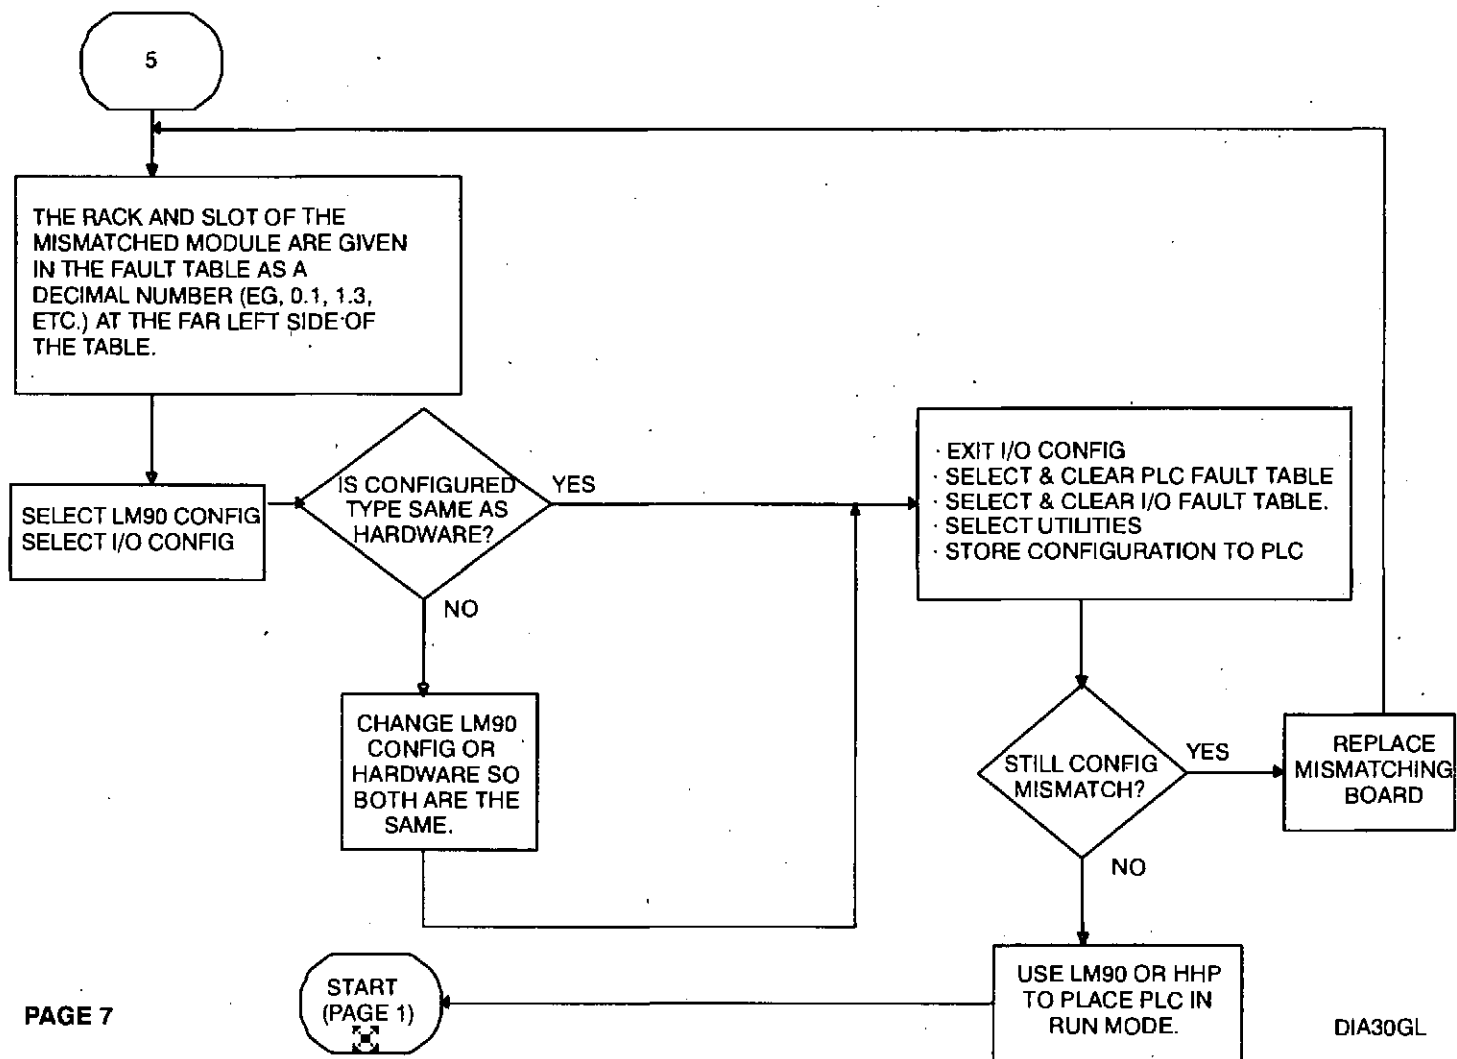 5
THE RACK AND SLOT OF THE
MISMATCHED MODULE ARE GIVEN
IN THE FAULT TABLE AS A
DECIMAL NUMBER (EG, 0.1, 1.3,
ETC.) AT THE FAR LEFT SIDE OF
THE TABLE.
SELECT LM90 CONFIG
SELECT I/O CONFIG
IS CONFIGURED
TYPE SAME AS
HARDWARE?
YES
NO
CHANGE LM90
CONFIG OR
HARDWARE SO
BOTH ARE THE
SAME.
· EXIT I/O CONFIG
· SELECT & CLEAR PLC FAULT TABLE
· SELECT & CLEAR I/O FAULT TABLE.
· SELECT UTILITIES
· STORE CONFIGURATION TO PLC
STILL CONFIG
MISMATCH?
YES
REPLACE
MISMATCHING
BOARD
NO
USE LM90 OR HHP
TO PLACE PLC IN
RUN MODE.
START
(PAGE 1)
PAGE 7
DIA30GL